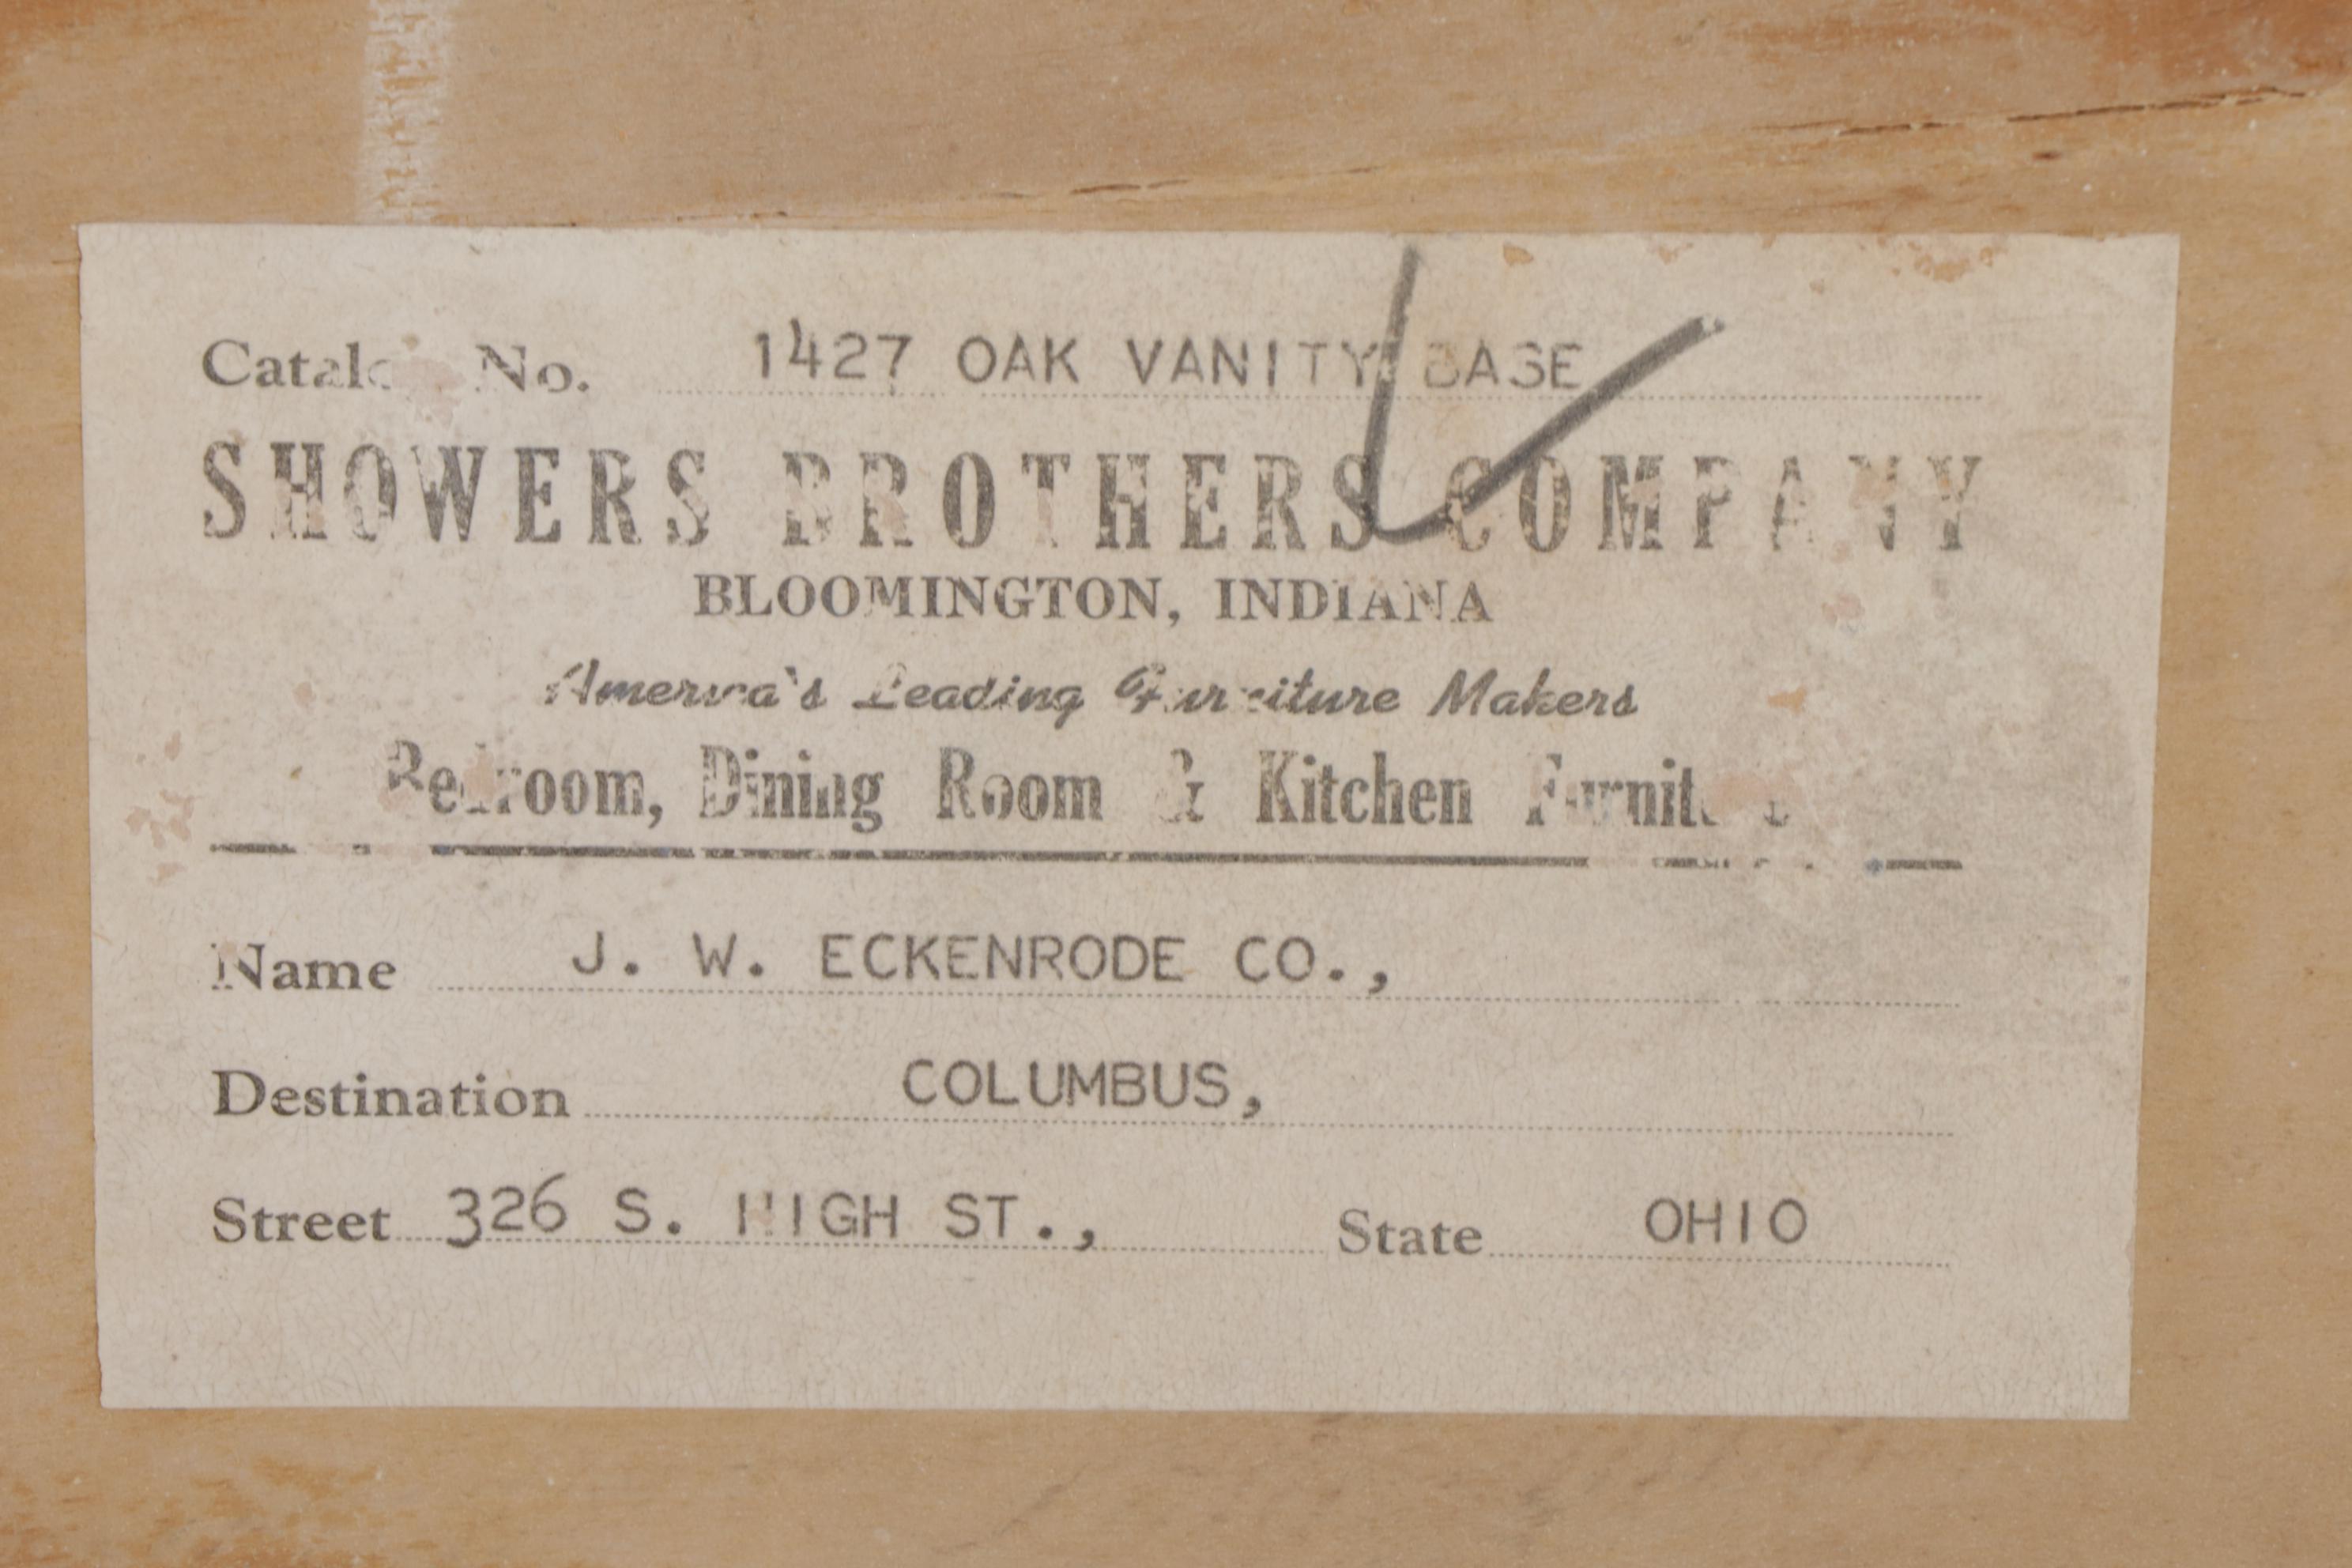 Catalog No. 1427 OAK VANITY BASE
SHOWERS BROTHERS COMPANY
BLOOMINGTON, INDIANA
America's Leading Furniture Makers
Bedroom, Dining Room & Kitchen Furniture
Name J. W. ECKENRODE CO.,
Destination COLUMBUS,
Street 326 S. HIGH ST., State OHIO